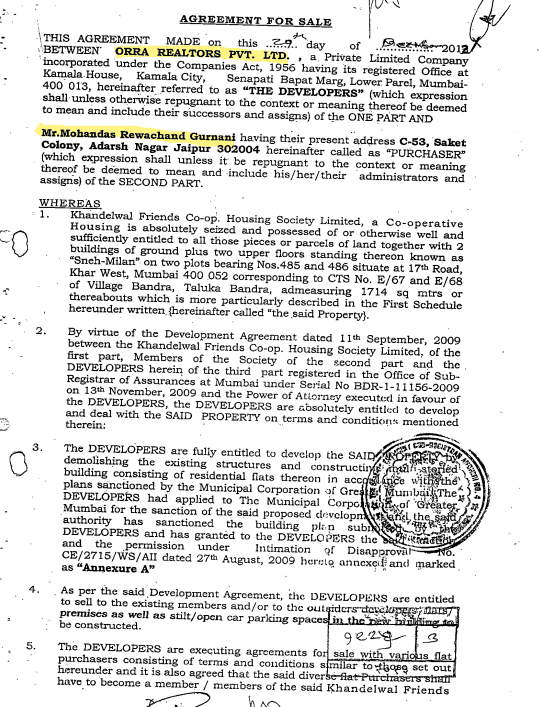 AGREEMENT FOR SALE
THIS AGREEMENT MADE on this 29th day of 2012
BETWEEN ORRA REALTORS PVT. LTD. , a Private Limited Company
incorporated under the Companies Act, 1956 having its registered Office at
Kamala House, Kamala City, Senapati Bapat Marg, Lower Parel, Mumbai-
400 013, hereinafter referred to as "THE DEVELOPERS" (which expression
shall unless otherwise repugnant to the context or meaning thereof be deemed
to mean and include their successors and assigns) of the ONE PART AND
Mr.Mohandas Rewachand Gurnani having their present address C-53, Saket
Colony, Adarsh Nagar Jaipur 302004 hereinafter called as "PURCHASER"
(which expression shall unless it be repugnant to the context or meaning
thereof be deemed to mean and include his/her/their administrators and
assigns) of the SECOND PART.
WHEREAS
1. Khandelwal Friends Co-op. Housing Society Limited, a Co-operative
Housing is absolutely seized and possessed of or otherwise well and
sufficiently entitled to all those pieces or parcels of land together with 2
buildings of ground plus two upper floors standing thereon known as
"Sneh-Milan" on two plots bearing Nos.485 and 486 situate at 17th Road,
Khar West, Mumbai 400 052 corresponding to CTS No. E/67 and E/68
of Village Bandra, Taluka Bandra, admeasuring 1714 sq mtrs or
thereabouts which is more particularly described in the First Schedule
hereunder written (hereinafter called "the said Property).
2. By virtue of the Development Agreement dated 11th September, 2009
between the Khandelwal Friends Co-op. Housing Society Limited, of the
first part, Members of the Society of the second part and the
DEVELOPERS herein of the third part registered in the Office of Sub-
Registrar of Assurances at Mumbai under Serial No BDR-1-11156-2009
on 13th November, 2009 and the Power of Attorney executed in favour of
the DEVELOPERS, the DEVELOPERS are absolutely entitled to develop
and deal with the SAID PROPERTY on terms and conditions mentioned
therein:
3. The DEVELOPERS are fully entitled to develop the SAID PROPERTY by
demolishing the existing structures and constructing multi storied
building consisting of residential flats thereon in accordance with the
plans sanctioned by the Municipal Corporation of Greater Mumbai. The
DEVELOPERS had applied to The Municipal Corporation of Greater
Mumbai for the sanction of the said proposed development and the said
authority has sanctioned the building plan submitted by the
DEVELOPERS and has granted to the DEVELOPERS the
and the permission under Intimation of Disapproval No.
CE/2715/WS/AII dated 27th August, 2009 hereto annexed and marked
as "Annexure A"
4. As per the said Development Agreement, the DEVELOPERS are entitled
to sell to the existing members and/or to the outsiders developers flats/
premises as well as stilt/open car parking spaces in the new building to
be constructed.
9229 3
5. The DEVELOPERS are executing agreements for sale with various flat
purchasers consisting of terms and conditions similar to those set out
hereunder and it is also agreed that the said diverse flat Purchasers shall
have to become a member / members of the said Khandelwal Friends